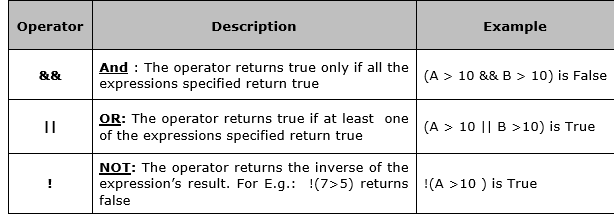 Operator Description Example
&& And : The operator returns true only if all the (A > 10 && B > 10) is False
expressions specified return true
|| OR: The operator returns true if at least one (A > 10 || B >10) is True
of the expressions specified return true
! NOT: The operator returns the inverse of the !(A >10 ) is True
expression's result. For E.g.: !(7>5) returns
false